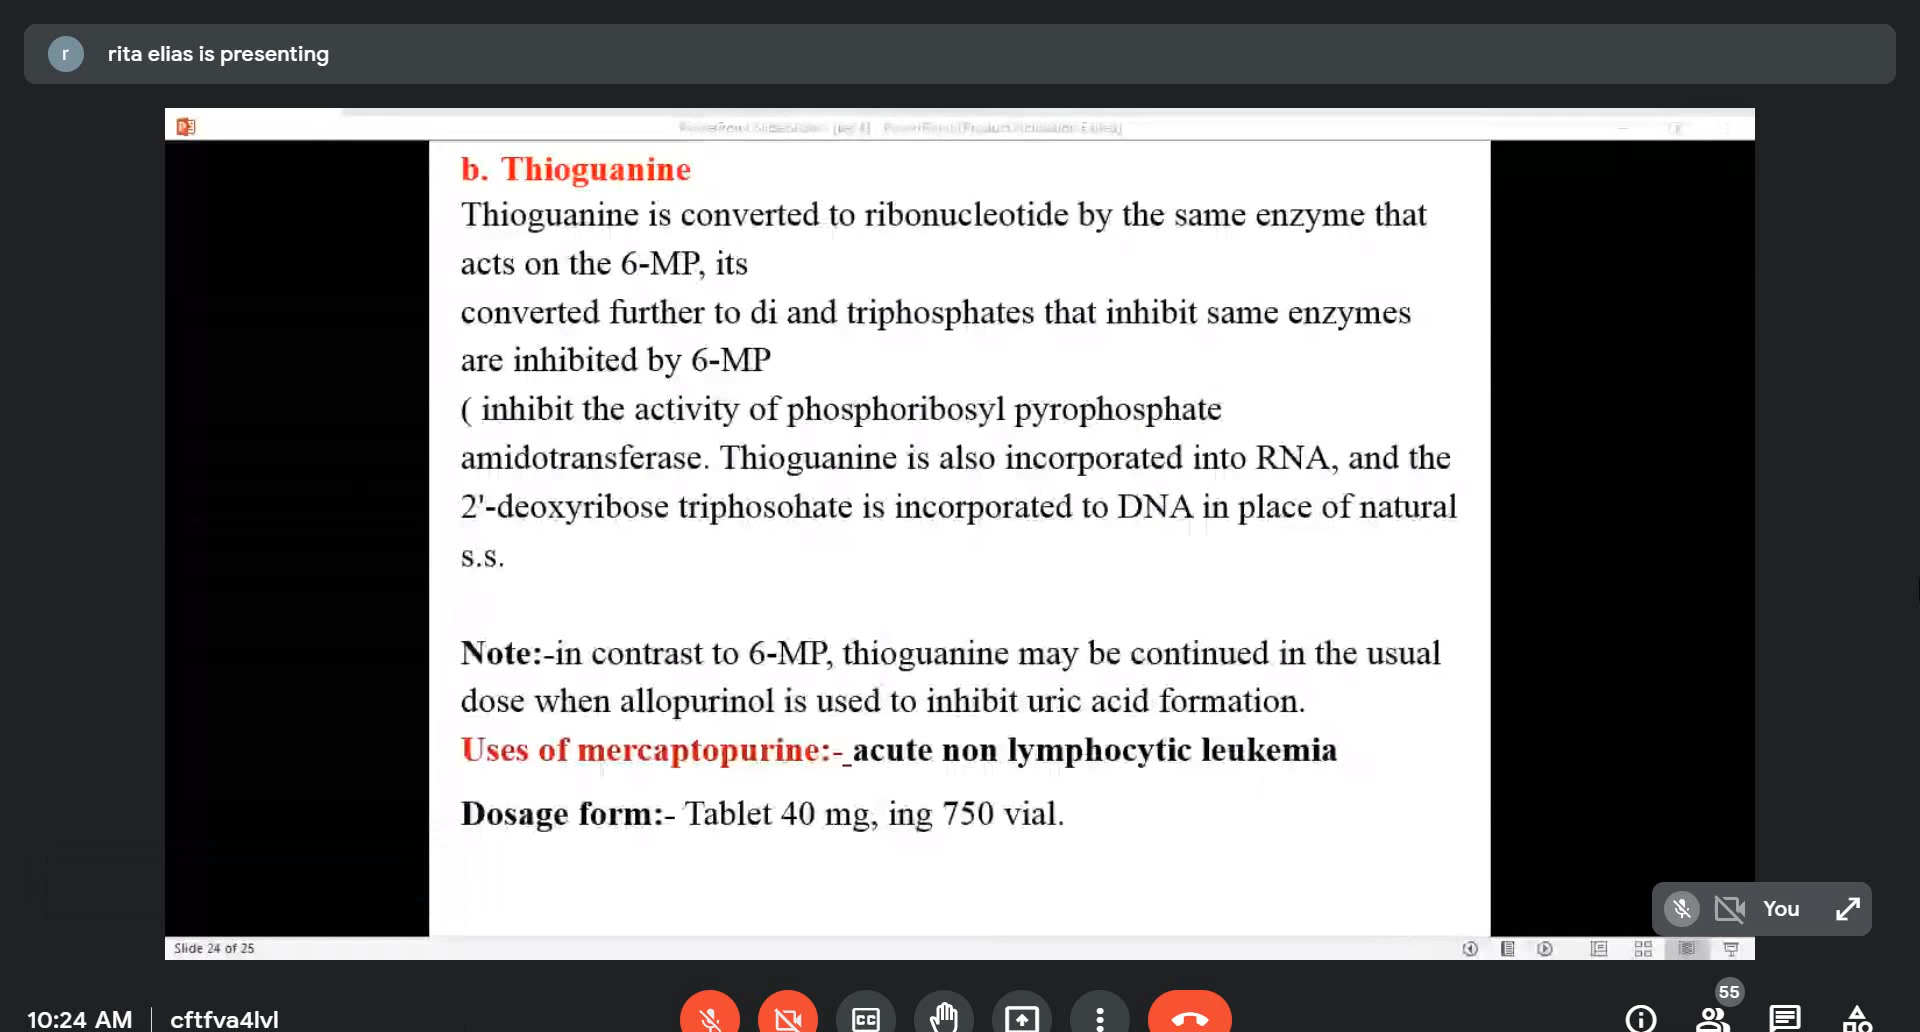 r
rita elias is presenting
b. Thioguanine
Thioguanine is converted to ribonucleotide by the same enzyme that
acts on the 6-MP, its
converted further to di and triphosphates that inhibit same enzymes
are inhibited by 6-MP
( inhibit the activity of phosphoribosyl pyrophosphate
amidotransferase. Thioguanine is also incorporated into RNA, and the
2'-deoxyribose triphosohate is incorporated to DNA in place of natural
s.s.
Note:-in contrast to 6-MP, thioguanine may be continued in the usual
dose when allopurinol is used to inhibit uric acid formation.
Uses of mercaptopurine:- acute non lymphocytic leukemia
Dosage form:- Tablet 40 mg, ing 750 vial.
You
Slide 24 of 25
55
10:24 AM | cftfva4lvl
CC